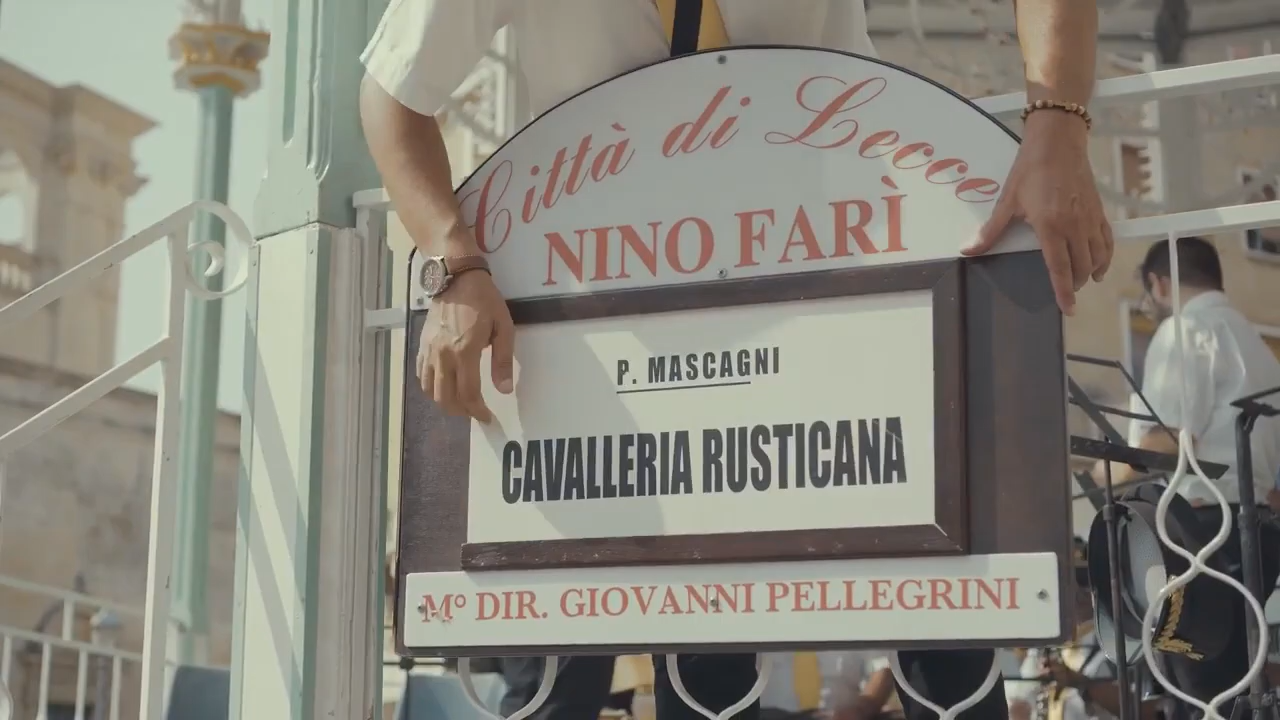 Città di Lecce
NINO FARÌ
P. MASCAGNI
CAVALLERIA RUSTICANA
M° DIR. GIOVANNI PELLEGRINI